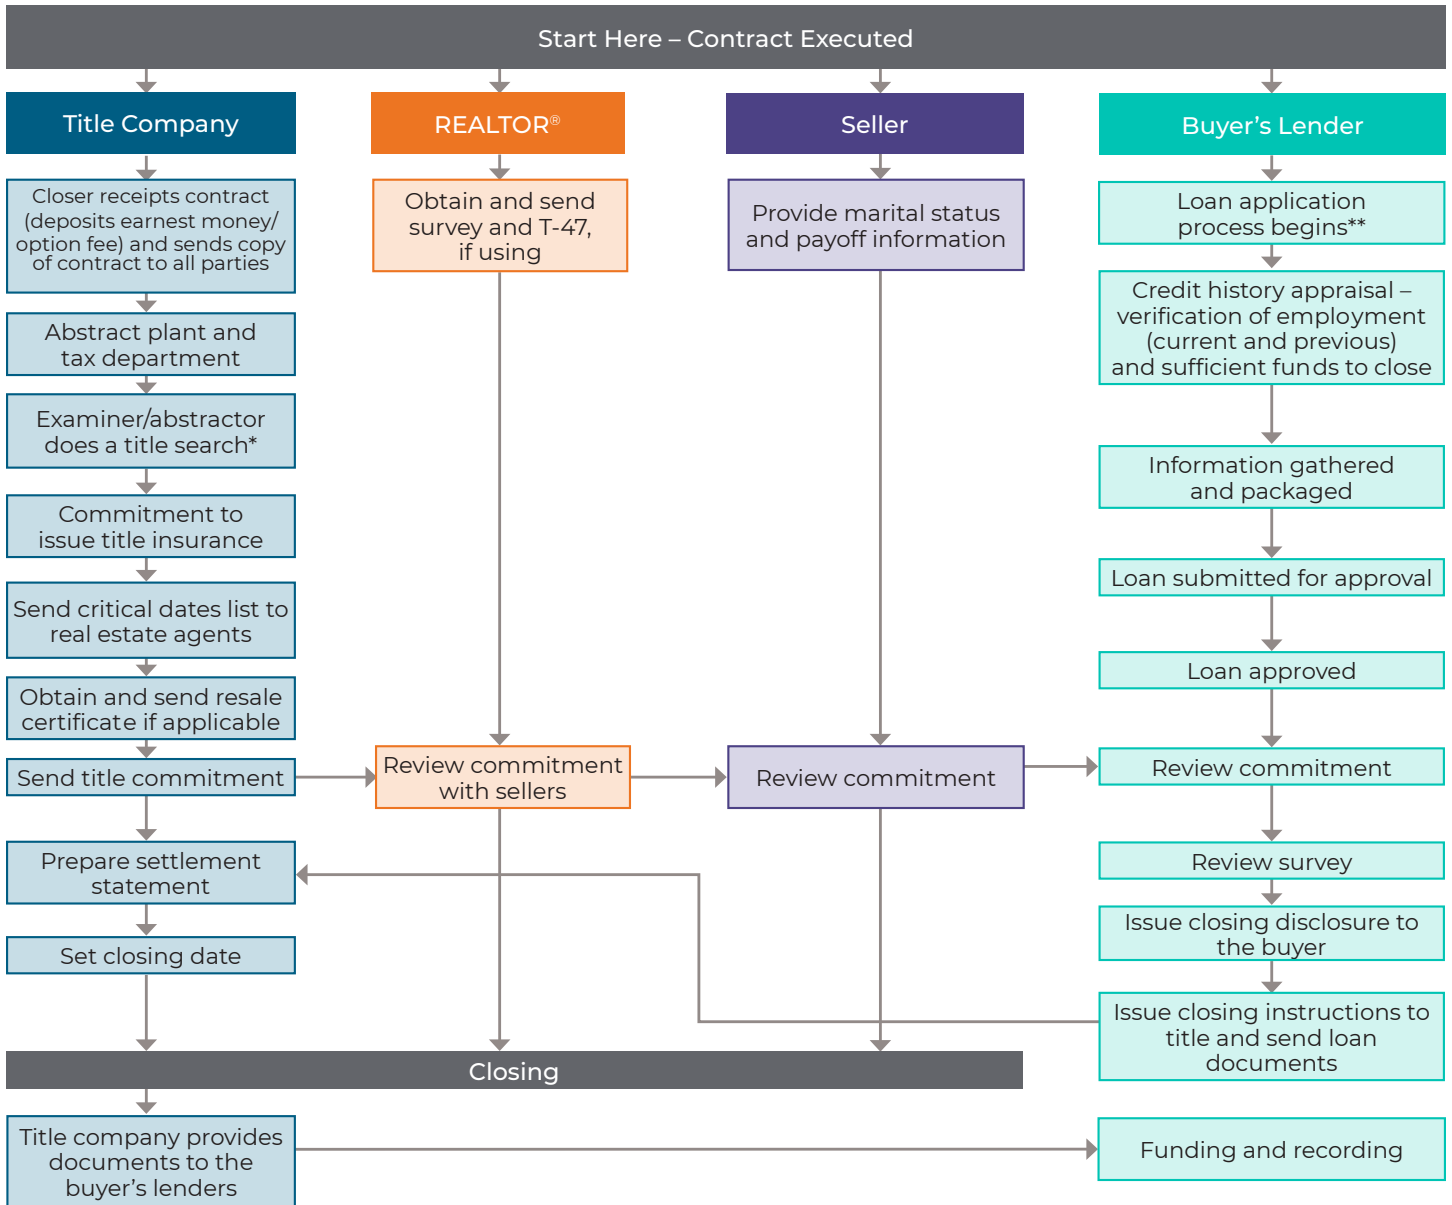 Start Here – Contract Executed
Title Company
Closer receipts contract
(deposits earnest money/
option fee) and sends copy
of contract to all parties
Abstract plant and
tax department
Examiner/abstractor
does a title search*
Commitment to
issue title insurance
Send critical dates list to
real estate agents
Obtain and send resale
certificate if applicable
Send title commitment
Prepare settlement
statement
Set closing date
REALTOR®
Obtain and send
survey and T-47,
if using
Review commitment
with sellers
Seller
Provide marital status
and payoff information
Review commitment
Buyer’s Lender
Loan application
process begins**
Credit history appraisal –
verification of employment
(current and previous)
and sufficient funds to close
Information gathered
and packaged
Loan submitted for approval
Loan approved
Review commitment
Review survey
Issue closing disclosure to
the buyer
Issue closing instructions to
title and send loan
documents
Closing
Title company provides
documents to the
buyer’s lenders
Funding and recording